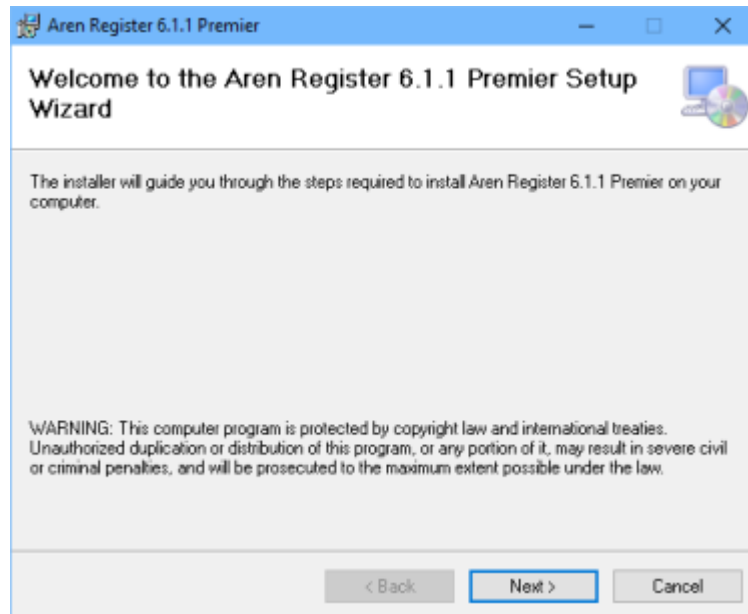 Aren Register 6.1.1 Premier
Welcome to the Aren Register 6.1.1 Premier Setup
Wizard
The installer will guide you through the steps required to install Aren Register 6.1.1 Premier on your
computer.
WARNING: This computer program is protected by copyright law and international treaties.
Unauthorized duplication or distribution of this program, or any portion of it, may result in severe civil
or criminal penalties, and will be prosecuted to the maximum extent possible under the law.
< Back
Next >
Cancel